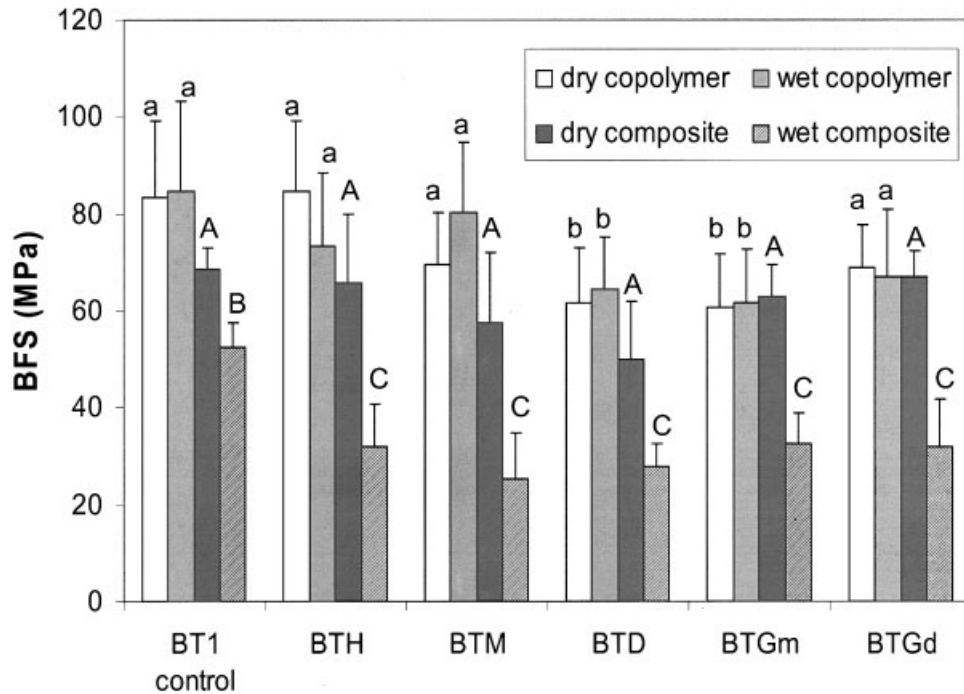 120
100
80
60
40
20
0
BFS (MPa)
dry copolymer wet copolymer
dry composite wet composite
a a A B
a a A C
a a A C
b b A C
b b A C
a a A C
BT1 control BTH BTM BTD BTGm BTGd